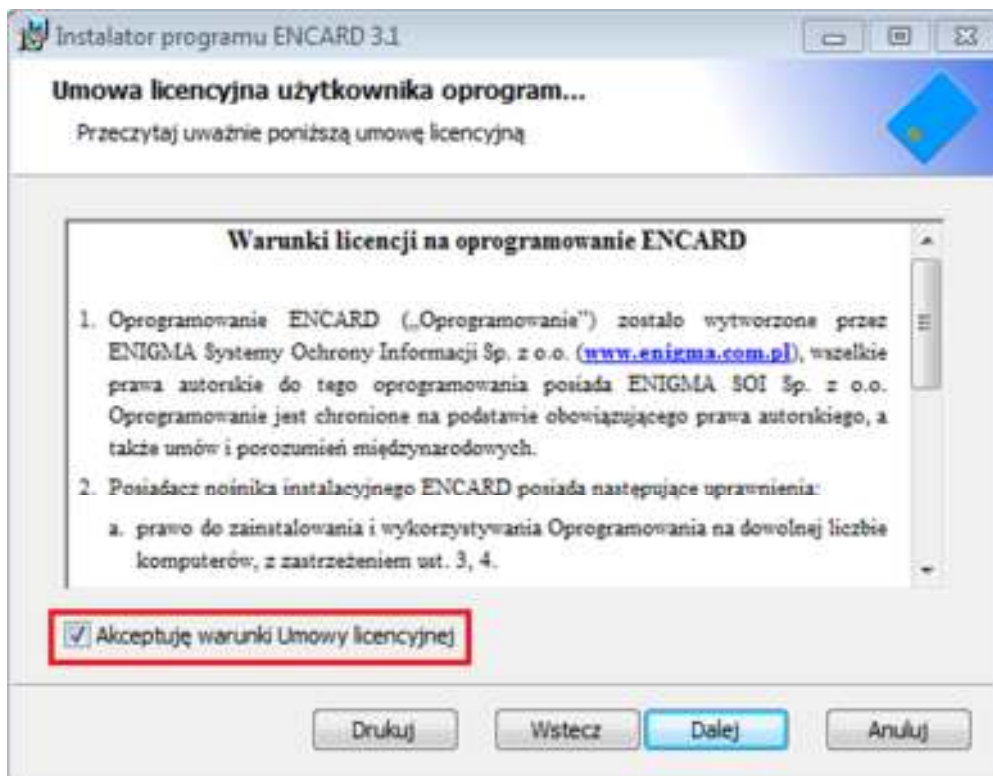 Instalator programu ENCARD 3.1
Umowa licencyjna użytkownika oprogram...
Przeczytaj uważnie poniższą umowę licencyjną
Warunki licencji na oprogramowanie ENCARD
1. Oprogramowanie ENCARD („Oprogramowanie”) zostało wytworzone przez
ENIGMA Systemy Ochrony Informacji Sp. z o.o. (www.enigma.com.pl), wszelkie
prawa autorskie do tego oprogramowania posiada ENIGMA SOI Sp. z o.o.
Oprogramowanie jest chronione na podstawie obowiązującego prawa autorskiego, a
także umów i porozumień międzynarodowych.
2. Posiadacz nośnika instalacyjnego ENCARD posiada następujące uprawnienia:
a. prawo do zainstalowania i wykorzystywania Oprogramowania na dowolnej liczbie
komputerów, z zastrzeżeniem ust. 3, 4.
Akceptuję warunki Umowy licencyjnej
Drukuj Wstecz Dalej Anuluj